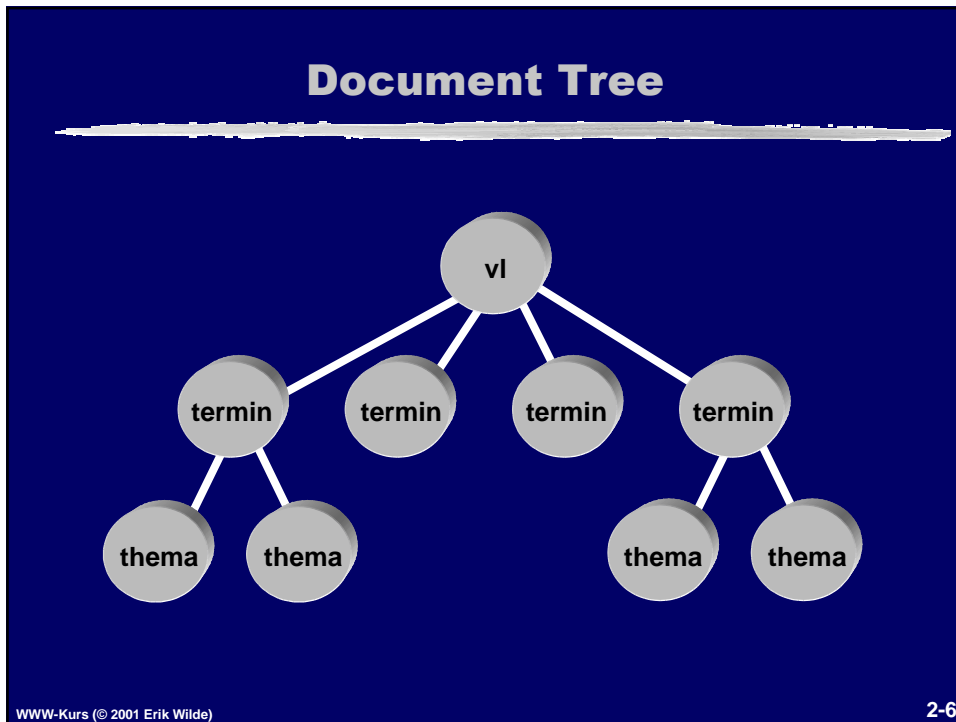 Document Tree
vl
termin termin termin termin
thema thema thema thema
WWW-Kurs (© 2001 Erik Wilde) 2-6